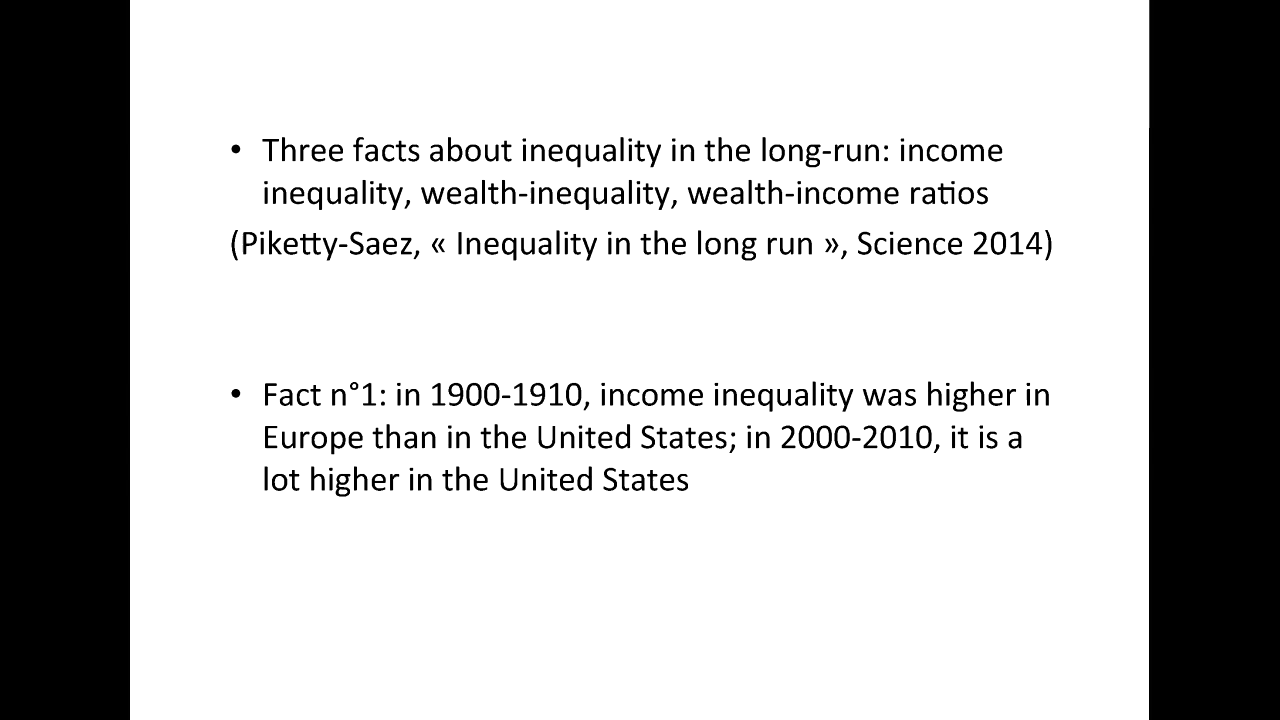 • Three facts about inequality in the long-run: income
inequality, wealth-inequality, wealth-income ratios
(Piketty-Saez, « Inequality in the long run », Science 2014)
• Fact n°1: in 1900-1910, income inequality was higher in
Europe than in the United States; in 2000-2010, it is a
lot higher in the United States